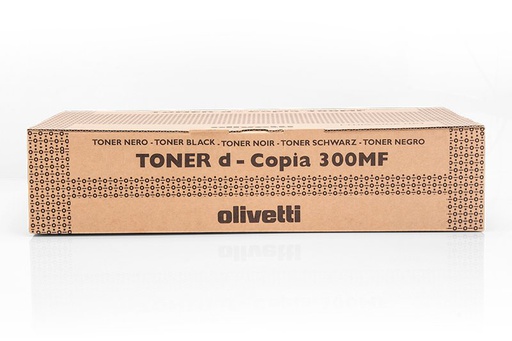 TONER NERO - TONER BLACK - TONER NOIR - TONER SCHWARZ - TONER NEGRO
TONER d - Copia 300MF
olivetti